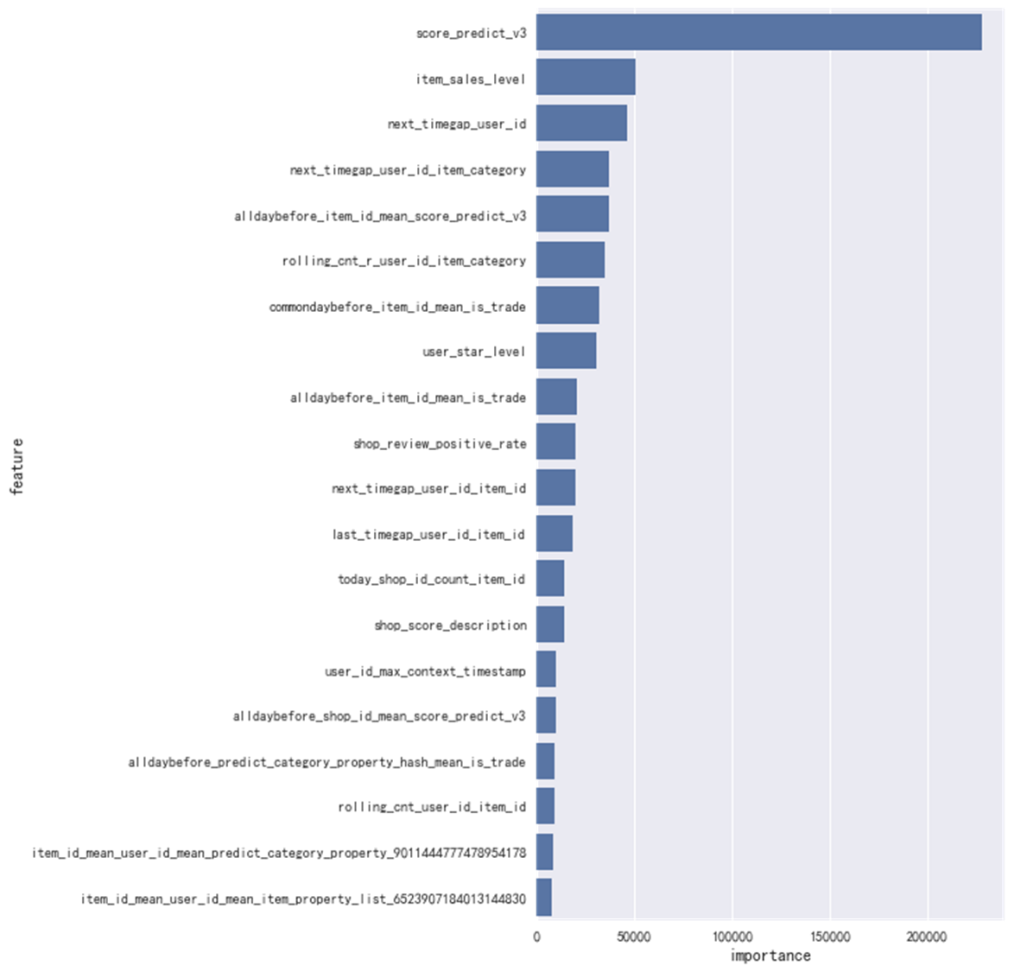 score_predict_v3
item_sales_level
next_timegap_user_id
next_timegap_user_id_item_category
alldaybefore_item_id_mean_score_predict_v3
rolling_cnt_r_user_id_item_category
commondaybefore_item_id_mean_is_trade
user_star_level
alldaybefore_item_id_mean_is_trade
shop_review_positive_rate
next_timegap_user_id_item_id
last_timegap_user_id_item_id
today_shop_id_count_item_id
shop_score_description
user_id_max_context_timestamp
alldaybefore_shop_id_mean_score_predict_v3
alldaybefore_predict_category_property_hash_mean_is_trade
rolling_cnt_user_id_item_id
item_id_mean_user_id_mean_predict_category_property_9011444777478954178
item_id_mean_user_id_mean_item_property_list_6523907184013144830
feature
0 50000 100000 150000 200000
importance